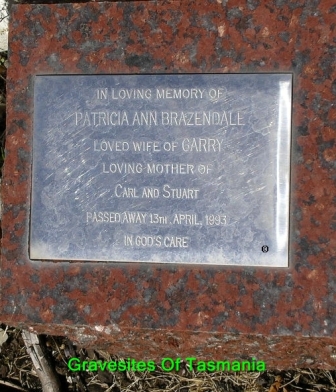 IN LOVING MEMORY OF
PATRICIA ANN BRAZENDALE
LOVED WIFE OF GARRY
LOVING MOTHER OF
CARL AND STUART
PASSED AWAY 13TH APRIL, 1993
IN GOD'S CARE
Gravesites Of Tasmania